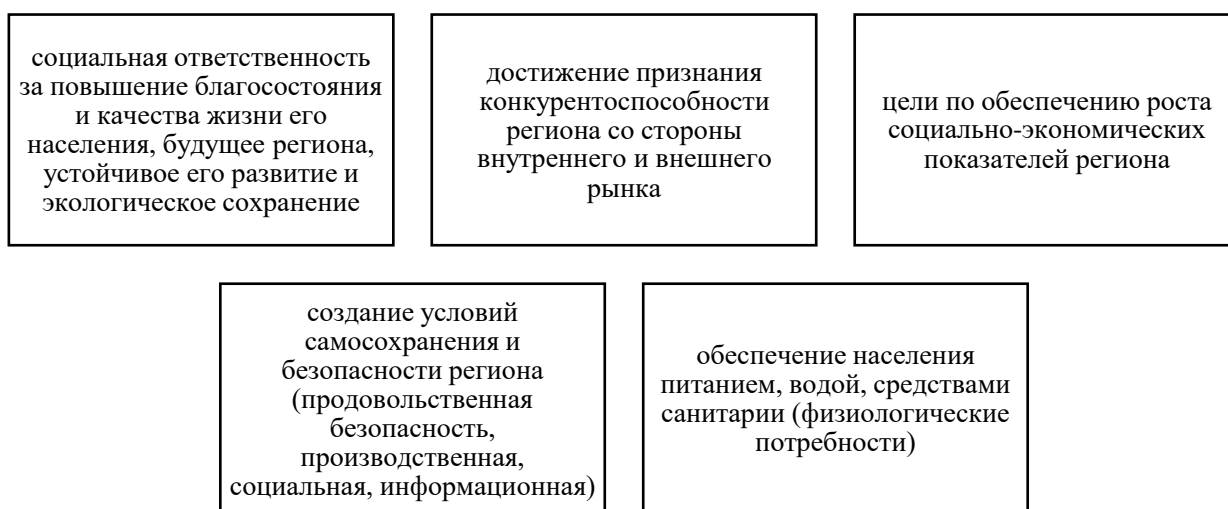 социальная ответственность
за повышение благосостояния
и качества жизни его
населения, будущее региона,
устойчивое его развитие и
экологическое сохранение
достижение признания
конкурентоспособности
региона со стороны
внутреннего и внешнего
рынка
цели по обеспечению роста
социально-экономических
показателей региона
создание условий
самосохранения и
безопасности региона
(продовольственная
безопасность,
производственная,
социальная, информационная)
обеспечение населения
питанием, водой, средствами
санитарии (физиологические
потребности)